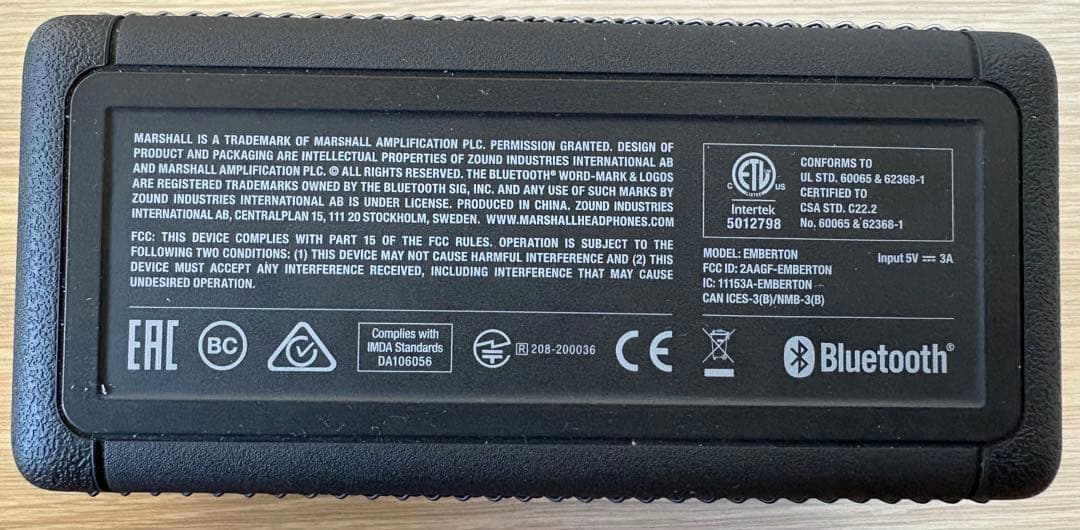 MARSHALL IS A TRADEMARK OF MARSHALL AMPLIFICATION PLC. PERMISSION GRANTED. DESIGN OF
PRODUCT AND PACKAGING ARE INTELLECTUAL PROPERTIES OF ZOUND INDUSTRIES INTERNATIONAL AB
AND MARSHALL AMPLIFICATION PLC. © ALL RIGHTS RESERVED. THE BLUETOOTH® WORD-MARK & LOGOS
ARE REGISTERED TRADEMARKS OWNED BY THE BLUETOOTH SIG, INC. AND ANY USE OF SUCH MARKS BY
ZOUND INDUSTRIES INTERNATIONAL AB IS UNDER LICENSE. PRODUCED IN CHINA. ZOUND INDUSTRIES
INTERNATIONAL AB, CENTRALPLAN 15, 111 20 STOCKHOLM, SWEDEN. WWW.MARSHALLHEADPHONES.COM
FCC: THIS DEVICE COMPLIES WITH PART 15 OF THE FCC RULES. OPERATION IS SUBJECT TO THE
FOLLOWING TWO CONDITIONS: (1) THIS DEVICE MAY NOT CAUSE HARMFUL INTERFERENCE AND (2) THIS
DEVICE MUST ACCEPT ANY INTERFERENCE RECEIVED, INCLUDING INTERFERENCE THAT MAY CAUSE
UNDESIRED OPERATION.
C ETL US
LISTED
Intertek
5012798
CONFORMS TO
UL STD. 60065 & 62368-1
CERTIFIED TO
CSA STD. C22.2
No. 60065 & 62368-1
MODEL: EMBERTON
Input 5V ⎓ 3A
FCC ID: 2AAGF-EMBERTON
IC: 11153A-EMBERTON
CAN ICES-3(B)/NMB-3(B)
EAC
BC
Complies with
IMDA Standards
DA106056
R 208-200036
CE
Bluetooth®